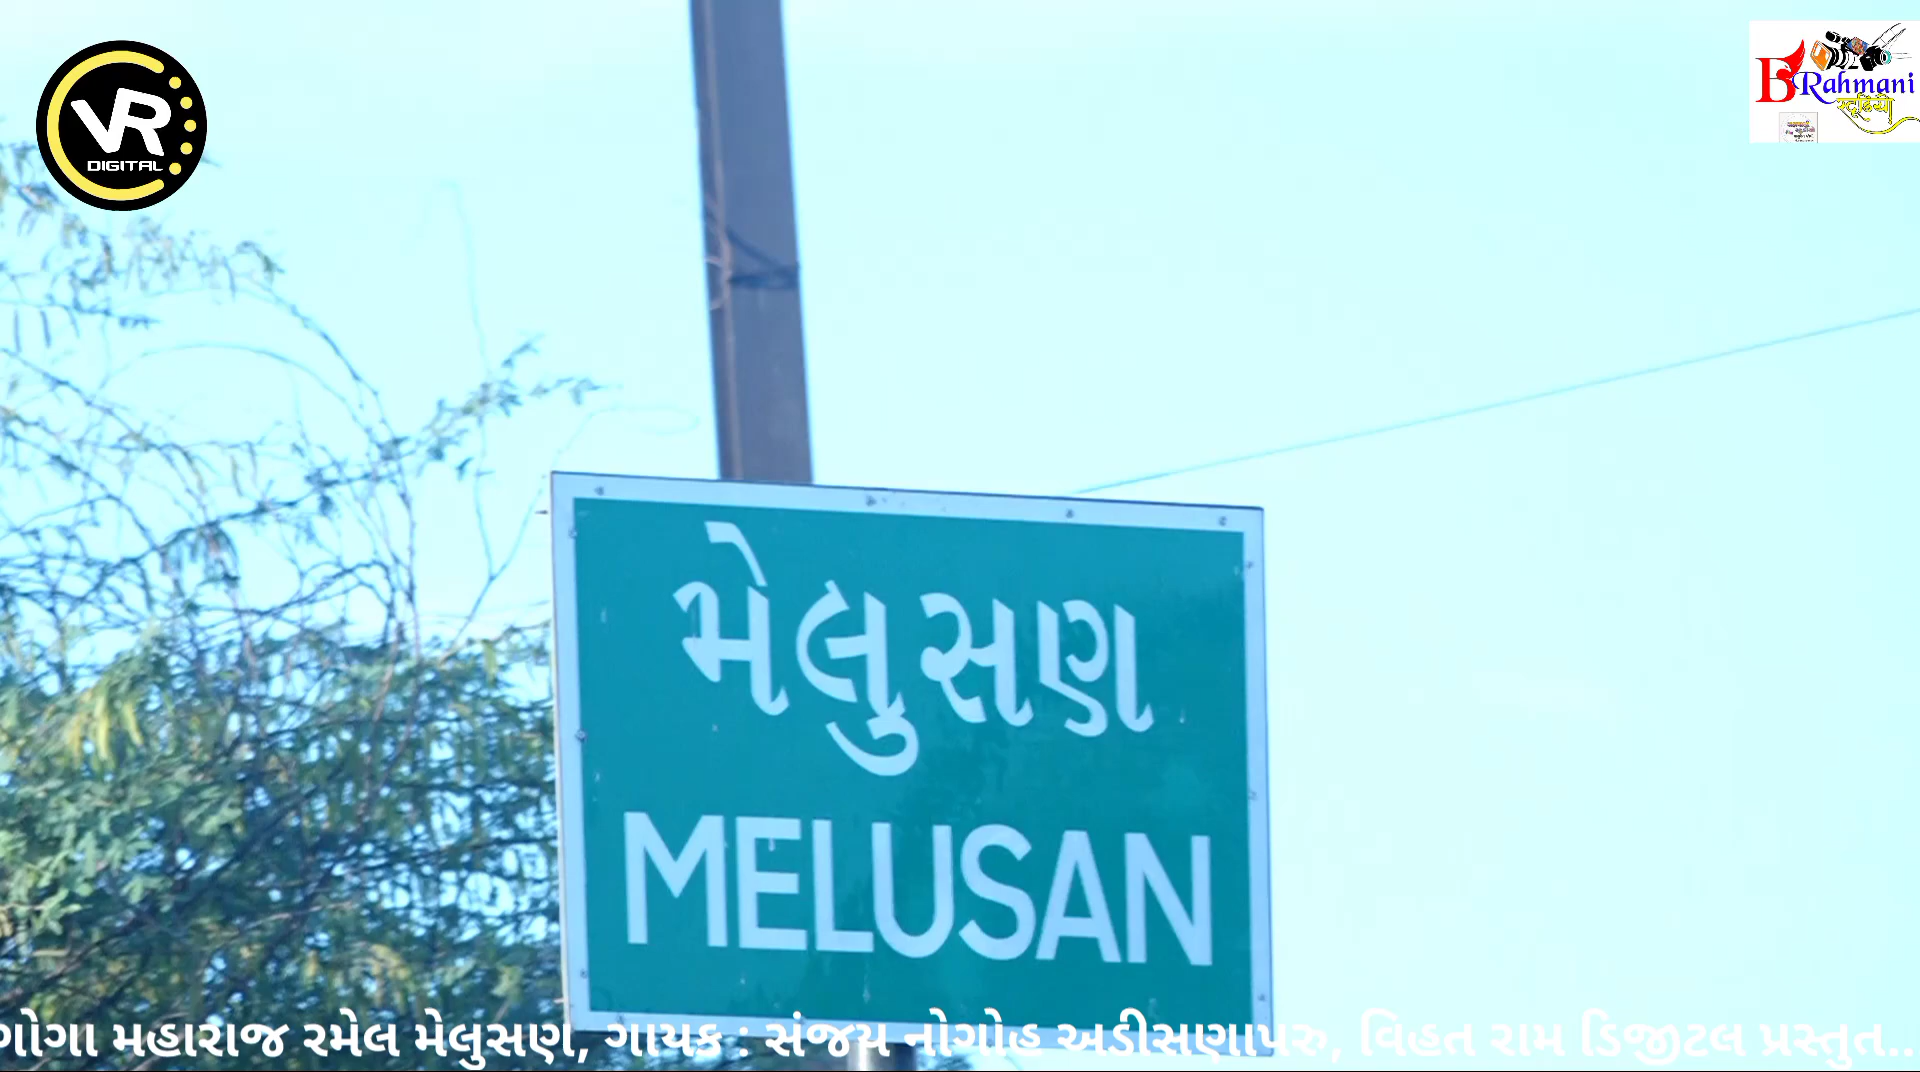 VR
DIGITAL
B Rahmani
स्टूडियो
મેલુસણ
MELUSAN
ગોગા મહારાજ રમેલ મેલુસણ, ગાયક : સંજય નોગોહ અડીસણાપરુ, વિહત રામ ડિજીટલ પ્રસ્તુત..